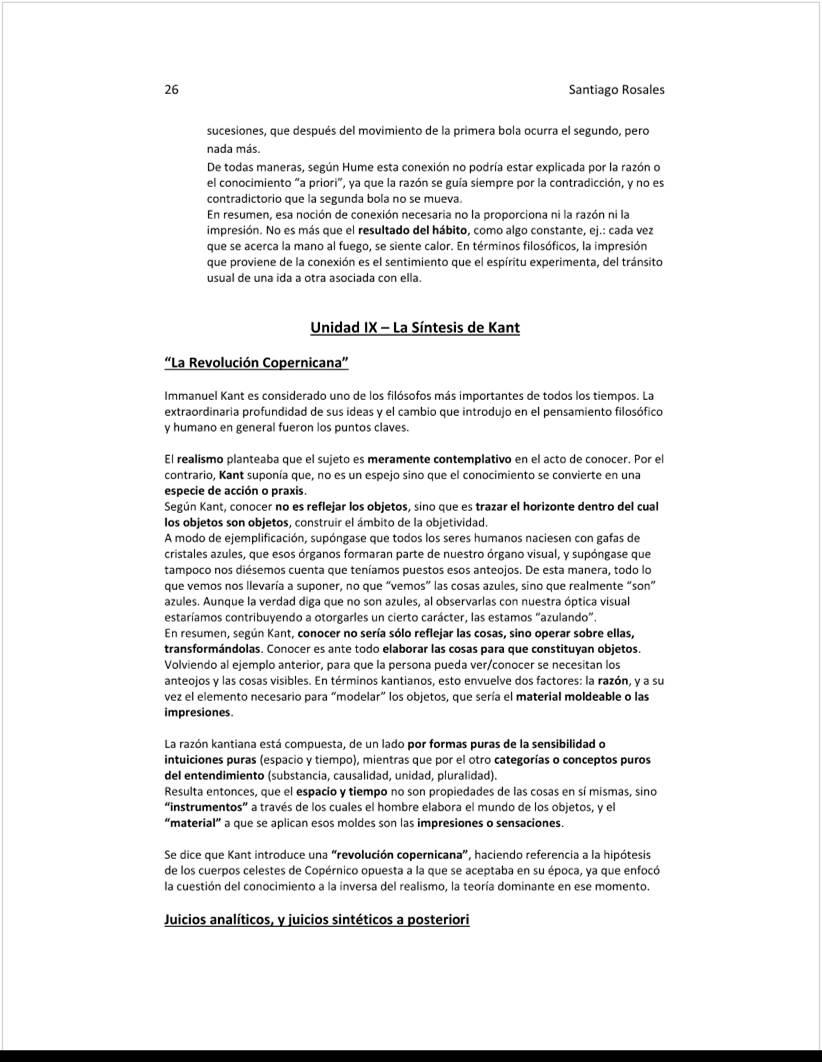 26 Santiago Rosales
sucesiones, que después del movimiento de la primera bola ocurra el segundo, pero
nada más.
De todas maneras, según Hume esta conexión no podría estar explicada por la razón o
el conocimiento “a priori”, ya que la razón se guía siempre por la contradicción, y no es
contradictorio que la segunda bola no se mueva.
En resumen, esa noción de conexión necesaria no la proporciona ni la razón ni la
impresión. No es más que el resultado del hábito, como algo constante, ej.: cada vez
que se acerca la mano al fuego, se siente calor. En términos filosóficos, la impresión
que proviene de la conexión es el sentimiento que el espíritu experimenta, del tránsito
usual de una ida a otra asociada con ella.
Unidad IX – La Síntesis de Kant
“La Revolución Copernicana”
Immanuel Kant es considerado uno de los filósofos más importantes de todos los tiempos. La
extraordinaria profundidad de sus ideas y el cambio que introdujo en el pensamiento filosófico
y humano en general fueron los puntos claves.
El realismo planteaba que el sujeto es meramente contemplativo en el acto de conocer. Por el
contrario, Kant suponía que, no es un espejo sino que el conocimiento se convierte en una
especie de acción o praxis.
Según Kant, conocer no es reflejar los objetos, sino que es trazar el horizonte dentro del cual
los objetos son objetos, construir el ámbito de la objetividad.
A modo de ejemplificación, supóngase que todos los seres humanos naciesen con gafas de
cristales azules, que esos órganos formaran parte de nuestro órgano visual, y supóngase que
tampoco nos diésemos cuenta que teníamos puestos esos anteojos. De esta manera, todo lo
que vemos nos llevaría a suponer, no que “vemos” las cosas azules, sino que realmente “son”
azules. Aunque la verdad diga que no son azules, al observarlas con nuestra óptica visual
estaríamos contribuyendo a otorgarles un cierto carácter, las estamos “azulando”.
En resumen, según Kant, conocer no sería sólo reflejar las cosas, sino operar sobre ellas,
transformándolas. Conocer es ante todo elaborar las cosas para que constituyan objetos.
Volviendo al ejemplo anterior, para que la persona pueda ver/conocer se necesitan los
anteojos y las cosas visibles. En términos kantianos, esto envuelve dos factores: la razón, y a su
vez el elemento necesario para “modelar” los objetos, que sería el material moldeable o las
impresiones.
La razón kantiana está compuesta, de un lado por formas puras de la sensibilidad o
intuiciones puras (espacio y tiempo), mientras que por el otro categorías o conceptos puros
del entendimiento (substancia, causalidad, unidad, pluralidad).
Resulta entonces, que el espacio y tiempo no son propiedades de las cosas en sí mismas, sino
“instrumentos” a través de los cuales el hombre elabora el mundo de los objetos, y el
“material” a que se aplican esos moldes son las impresiones o sensaciones.
Se dice que Kant introduce una “revolución copernicana”, haciendo referencia a la hipótesis
de los cuerpos celestes de Copérnico opuesta a la que se aceptaba en su época, ya que enfocó
la cuestión del conocimiento a la inversa del realismo, la teoría dominante en ese momento.
Juicios analíticos, y juicios sintéticos a posteriori